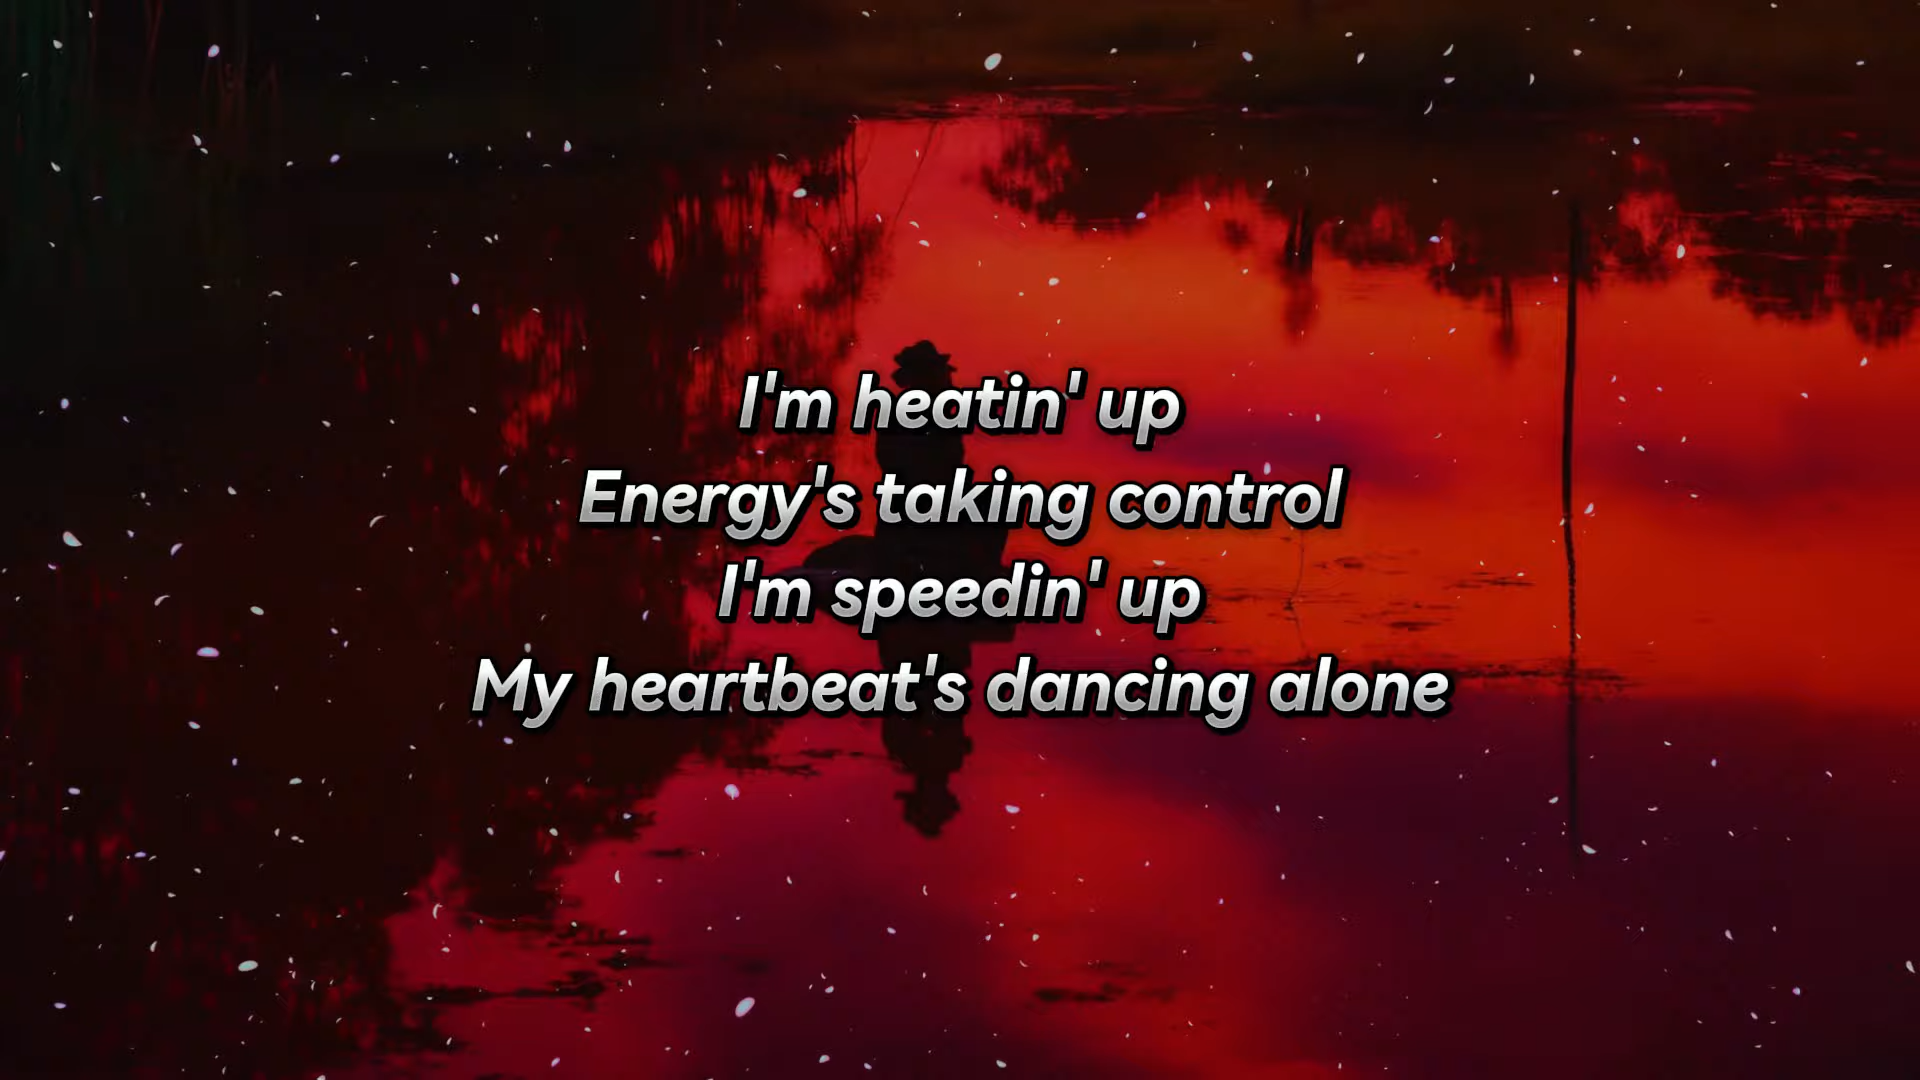 I'm heatin' up
Energy's taking control
I'm speedin' up
My heartbeat's dancing alone